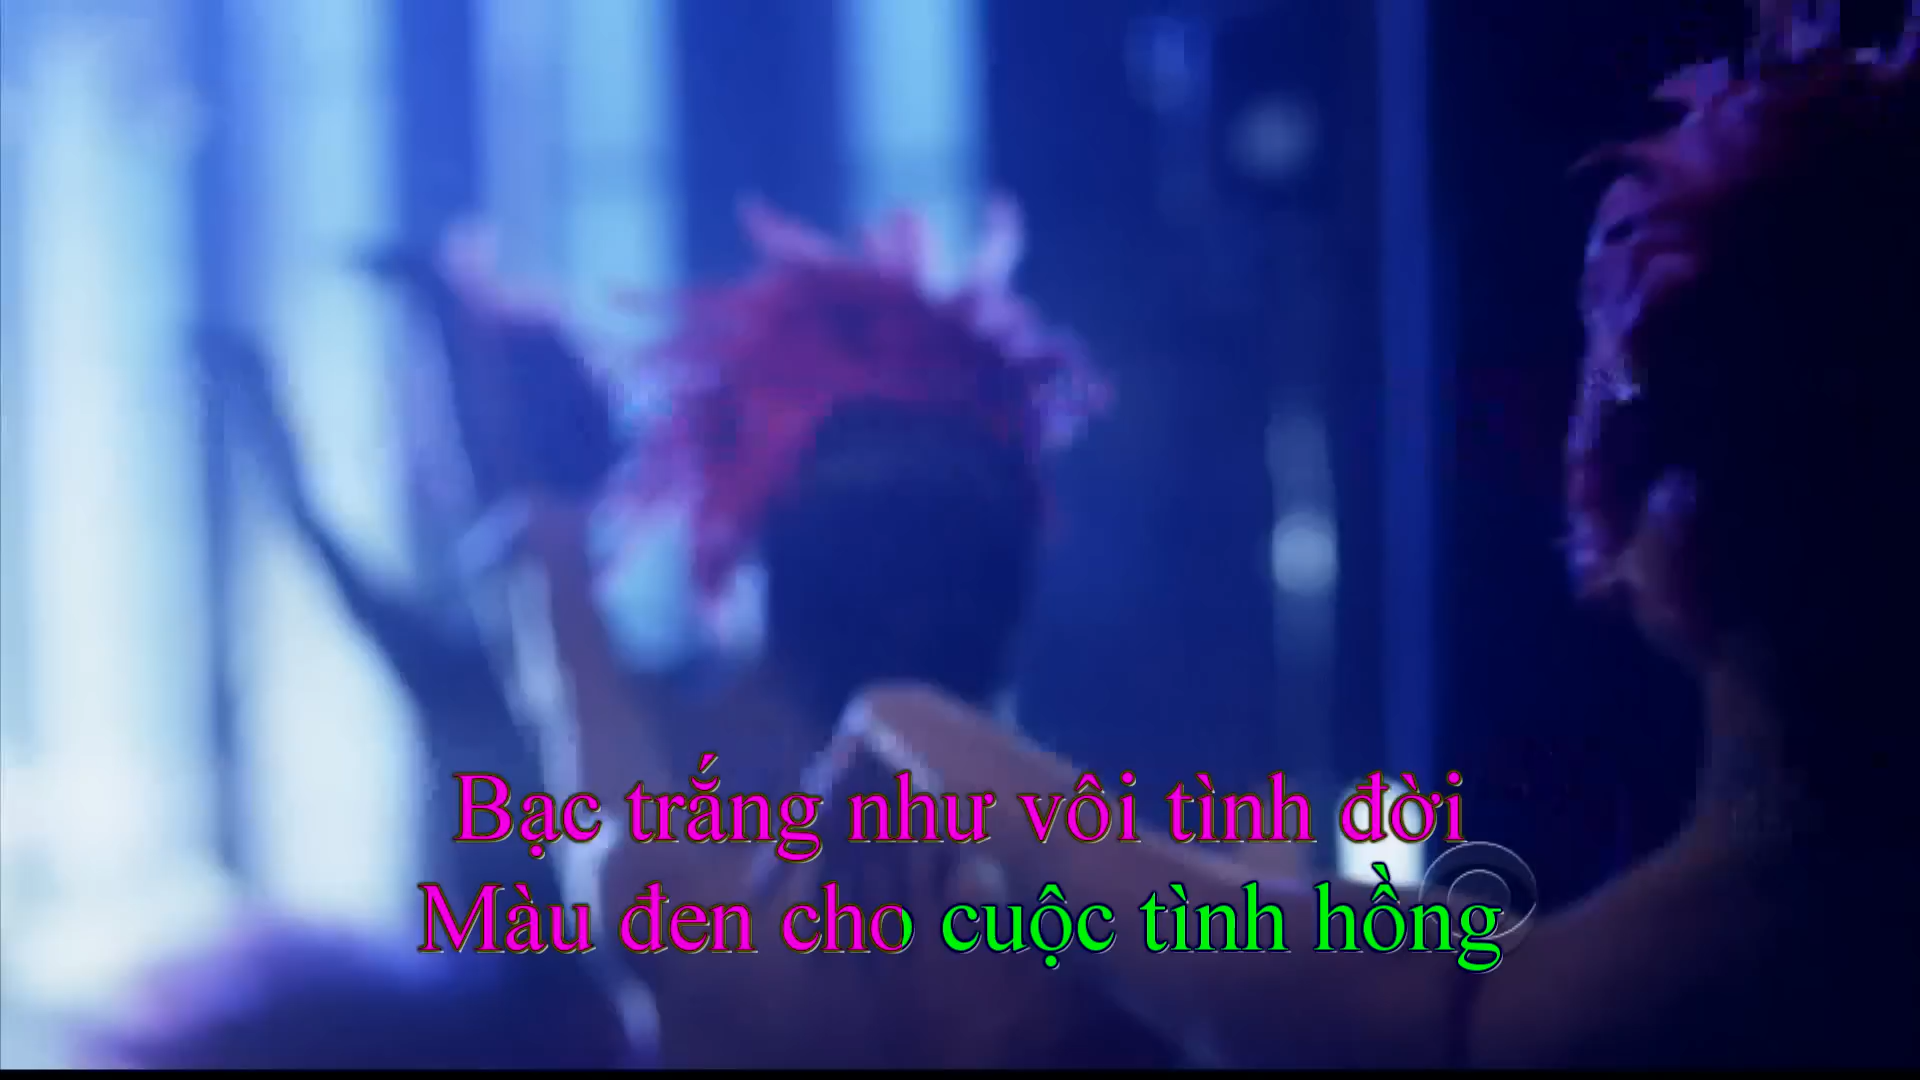 Bạc trắng như vôi tình đời
Màu đen cho cuộc tình hồng